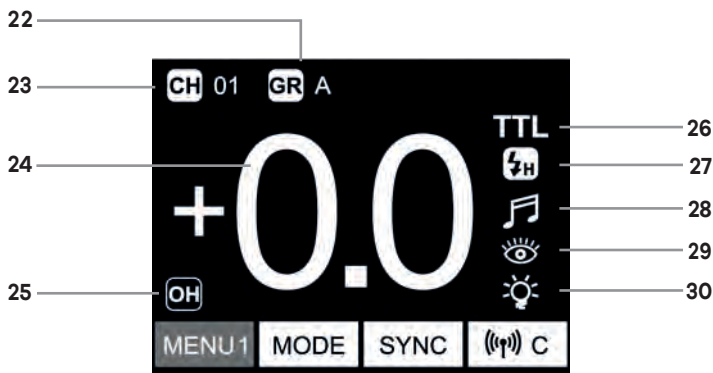 22
23
CH 01 GR A
24
+0.0
25
OH
TTL
26
H
27
28
29
30
MENU1 MODE SYNC C